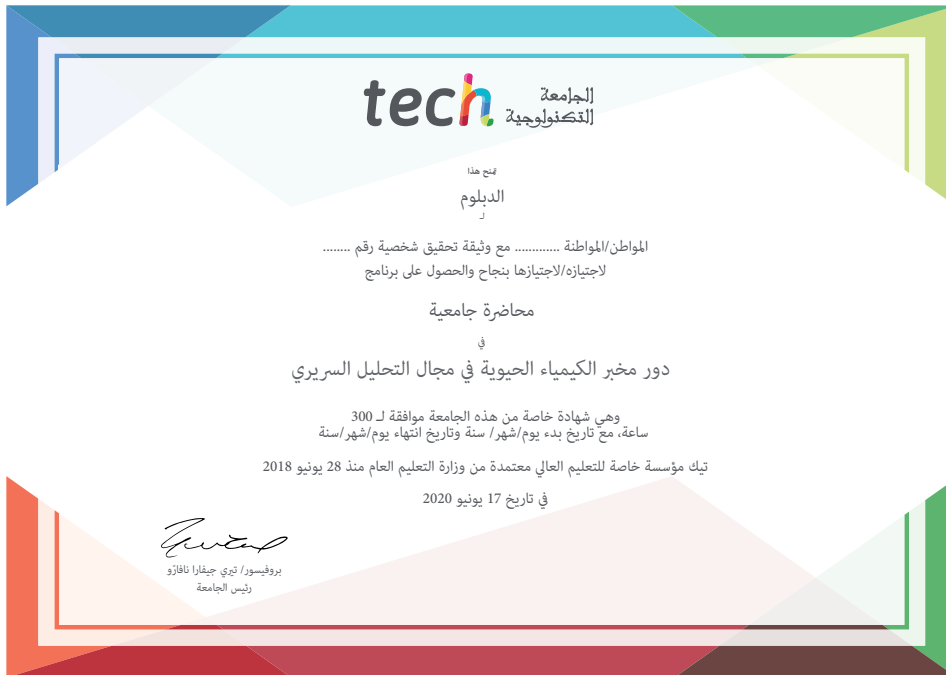 tech الجامعة
التكنولوجية
يمنح هذا
الدبلوم
لـ
المواطن/المواطنة ............. مع وثيقة تحقيق شخصية رقم ........
لاجتيازه/لاجتيازها بنجاح والحصول على برنامج
محاضرة جامعية
في
دور مخبر الكيمياء الحيوية في مجال التحليل السريري
وهي شهادة خاصة من هذه الجامعة موافقة لـ 300
ساعة، مع تاريخ بدء يوم/شهر/ سنة وتاريخ انتهاء يوم/شهر/سنة
تيك مؤسسة خاصة للتعليم العالي معتمدة من وزارة التعليم العام منذ 28 يونيو 2018
في تاريخ 17 يونيو 2020
بروفيسور/ تيري جيفارا نافارّو
رئيس الجامعة